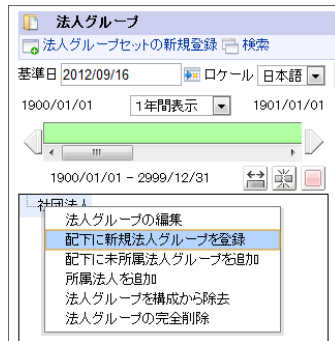 法人グループ
法人グループセットの新規登録 検索
基準日 2012/09/16 ロケール 日本語
1900/01/01 1年間表示 1901/01/01
1900/01/01 - 2999/12/31
社団法人
法人グループの編集
配下に新規法人グループを登録
配下に未所属法人グループを追加
所属法人を追加
法人グループを構成から除去
法人グループの完全削除